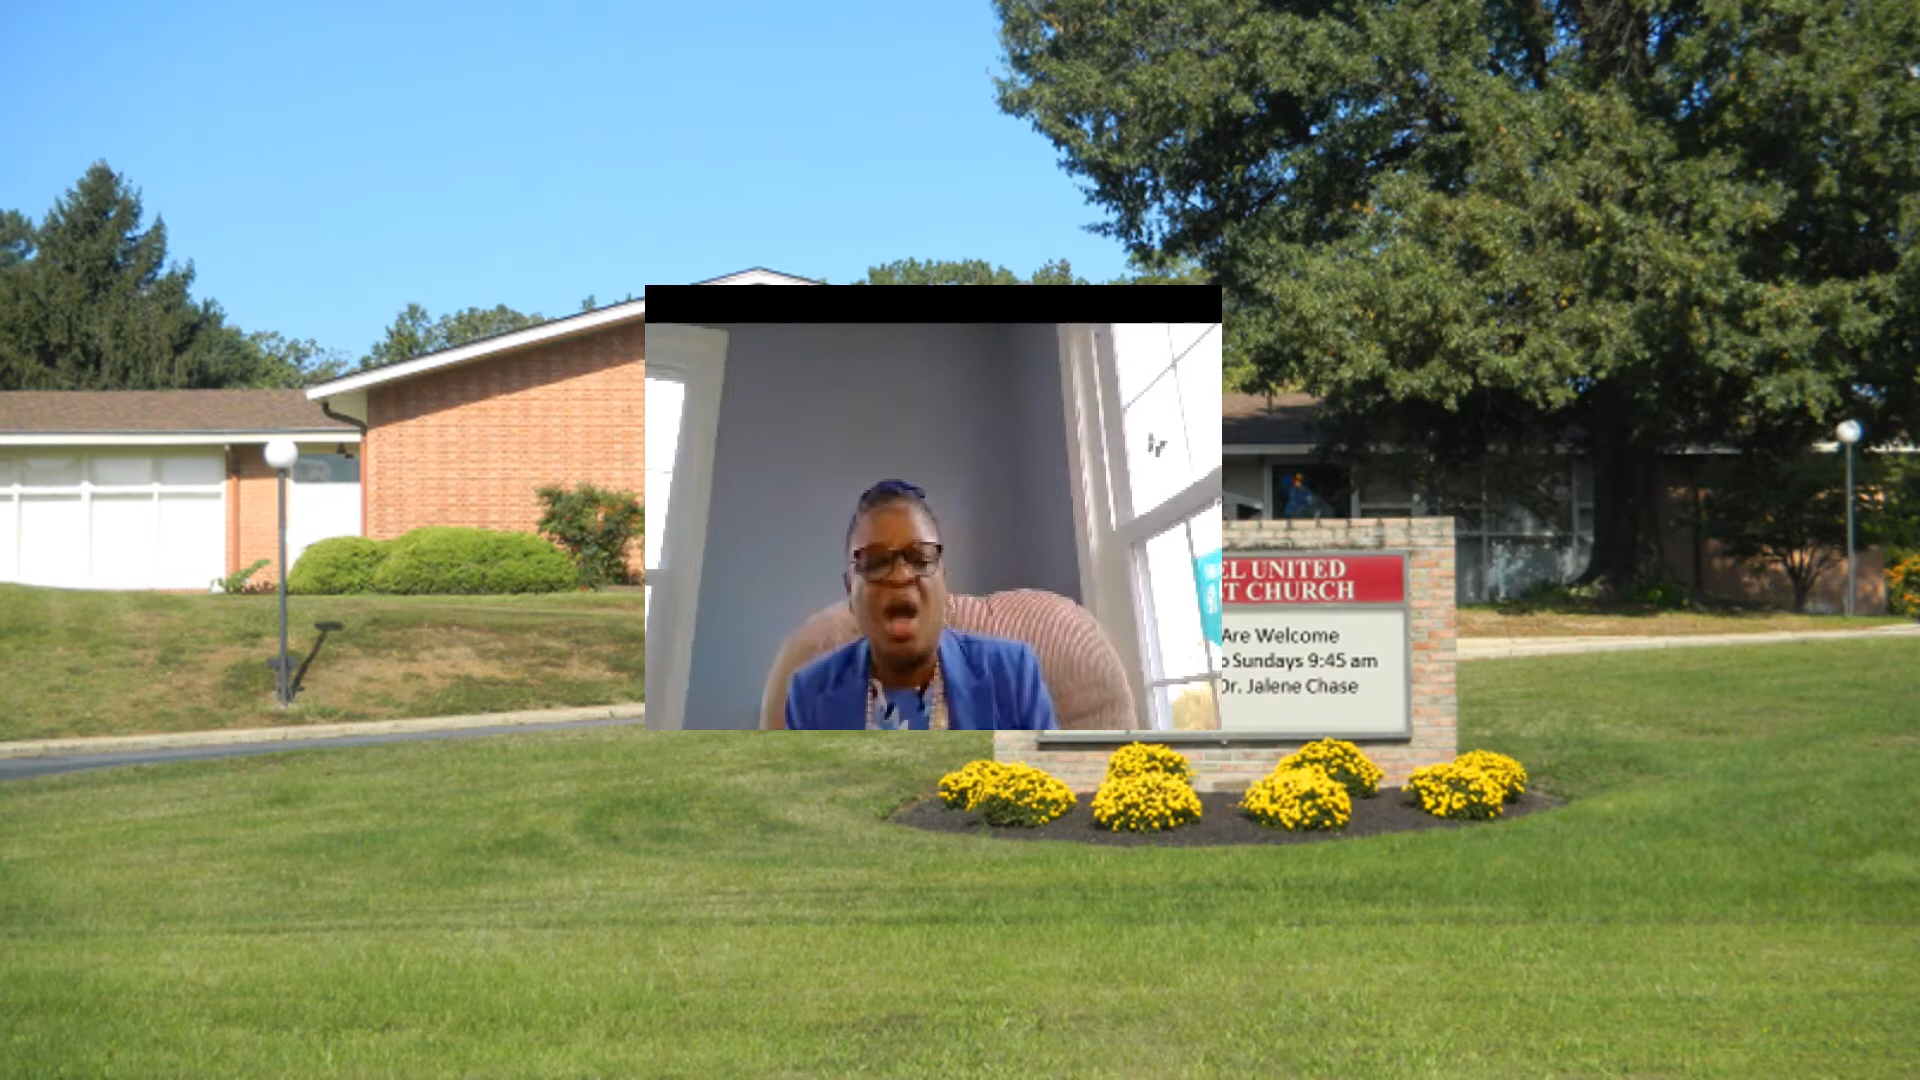 EL UNITED
T CHURCH
Are Welcome
Sundays 9:45 am
Dr. Jalene Chase